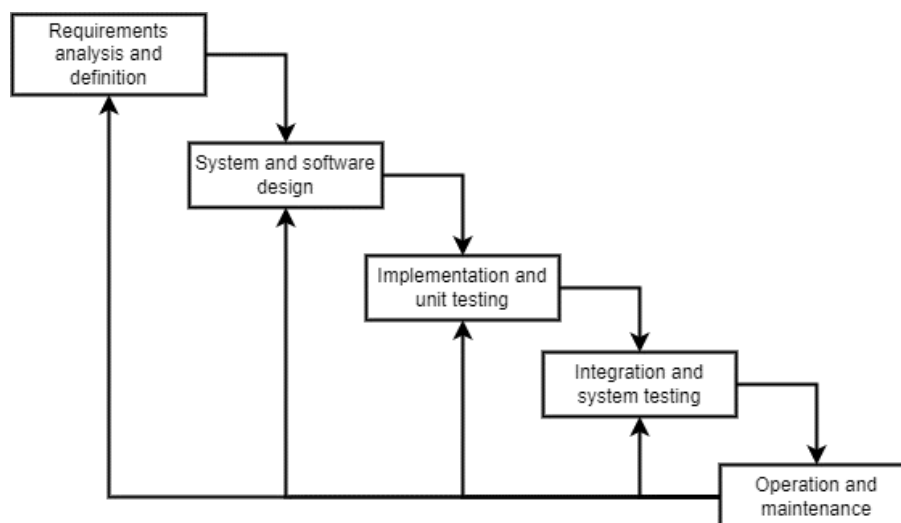 Requirements
analysis and
definition
System and software
design
Implementation and
unit testing
Integration and
system testing
Operation and
maintenance